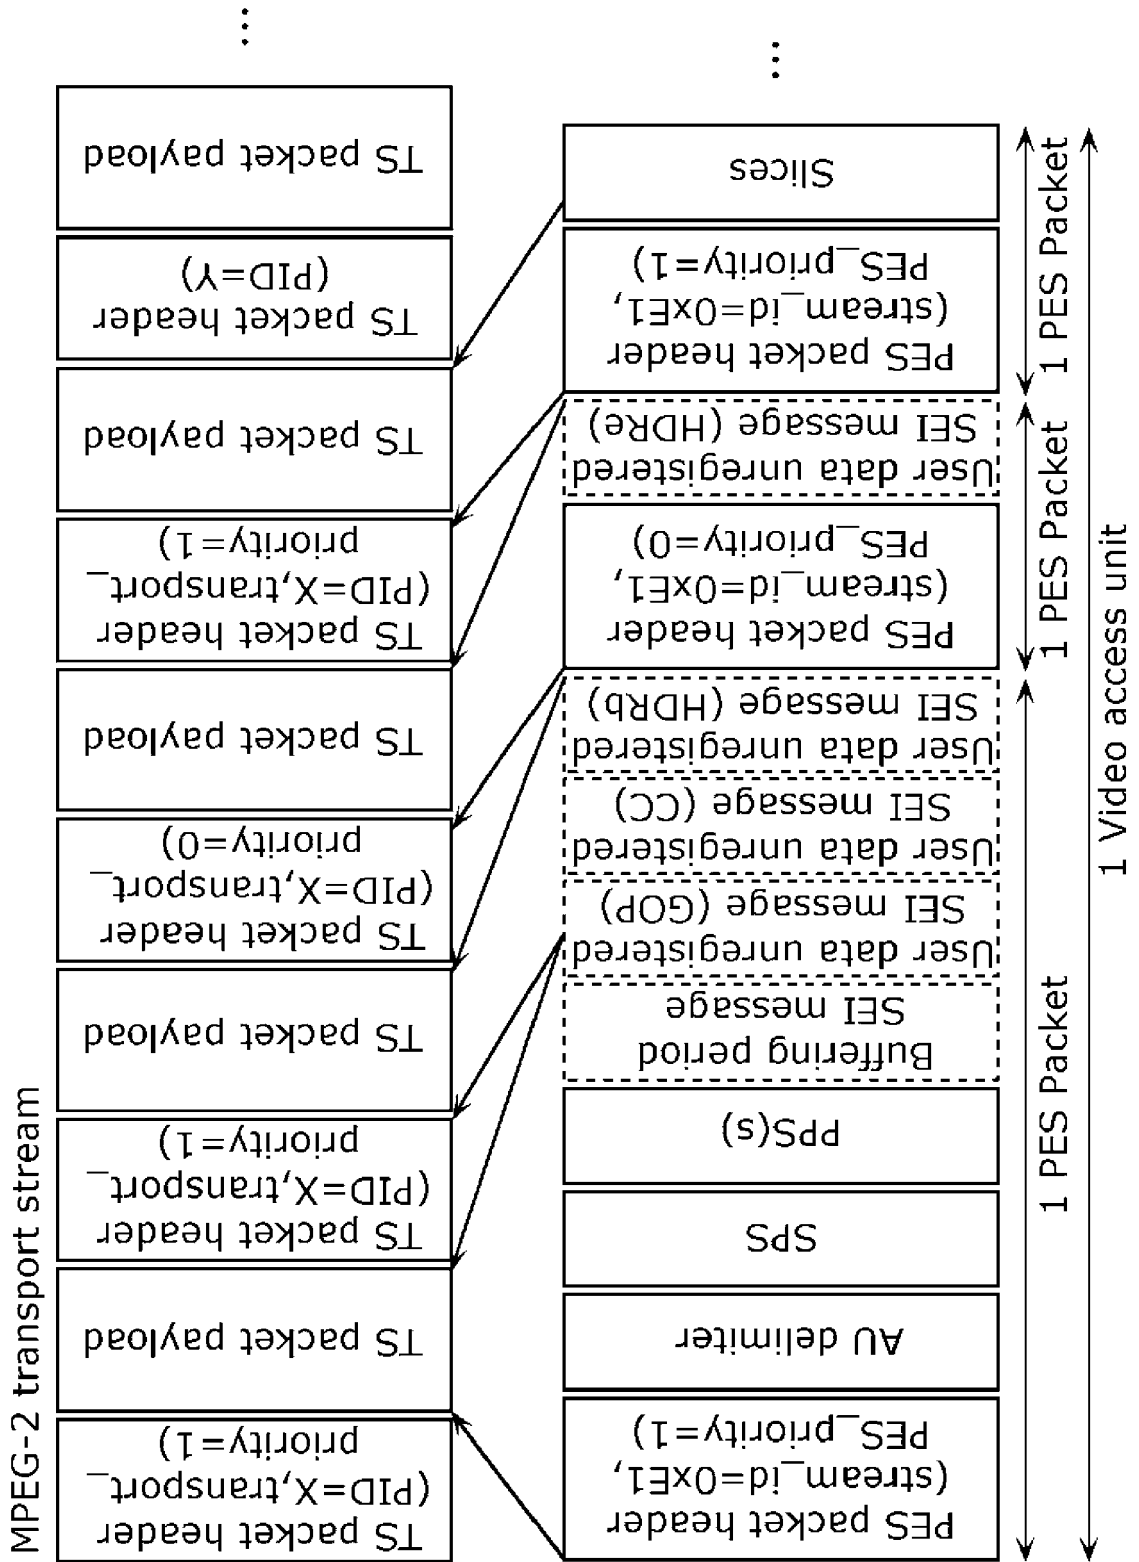 MPEG-2 transport stream
TS packet header
(PID=X,transport_
priority=1)
TS packet payload
TS packet header
(PID=X,transport_
priority=1)
TS packet payload
TS packet header
(PID=X,transport_
priority=0)
TS packet payload
TS packet header
(PID=X,transport_
priority=1)
TS packet payload
TS packet header
(PID=Y)
TS packet payload
...
PES packet header
(stream_id=0xE1,
PES_priority=1)
AU delimiter
SPS
PPS(s)
Buffering period
SEI message
User data unregistered
SEI message (GOP)
User data unregistered
SEI message (CC)
User data unregistered
SEI message (HDRb)
PES packet header
(stream_id=0xE1,
PES_priority=0)
User data unregistered
SEI message (HDRe)
PES packet header
(stream_id=0xE1,
PES_priority=1)
Slices
...
1 PES Packet
1 PES Packet
1 PES Packet
1 Video access unit